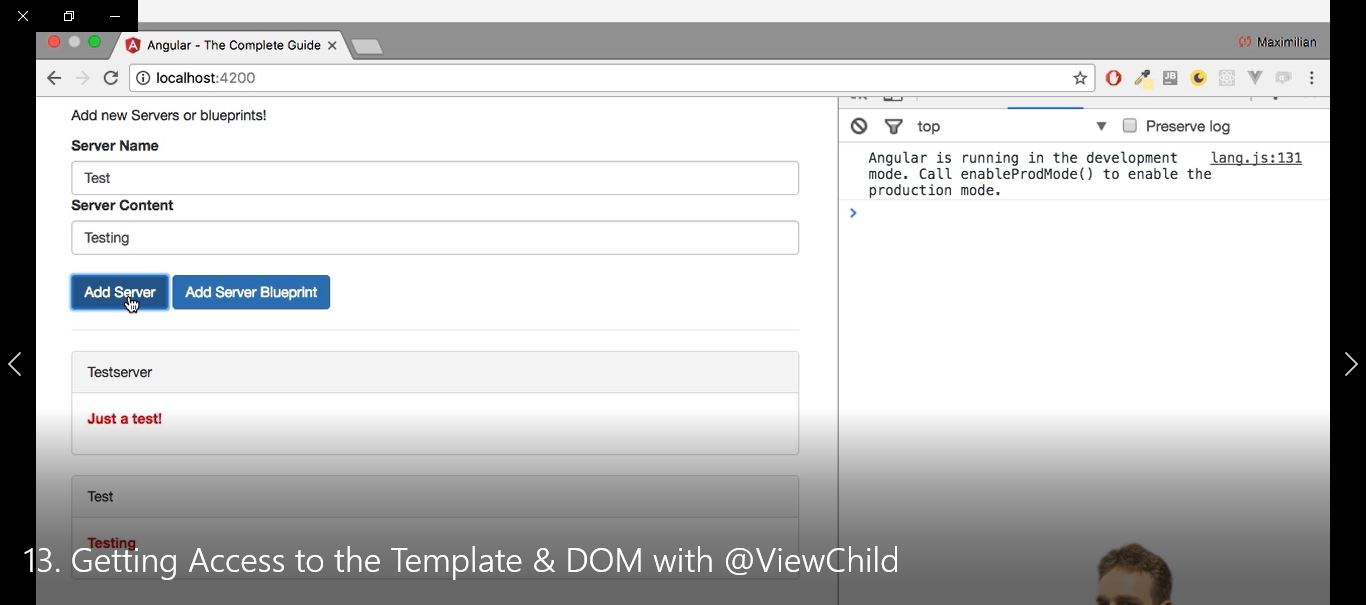 Angular - The Complete Guide
Maximilian
localhost:4200
Add new Servers or blueprints!
Server Name
Test
Server Content
Testing
Add Server
Add Server Blueprint
Testserver
Just a test!
Test
Testing
top
Preserve log
Angular is running in the development lang.js:131
mode. Call enableProdMode() to enable the
production mode.
13. Getting Access to the Template & DOM with @ViewChild